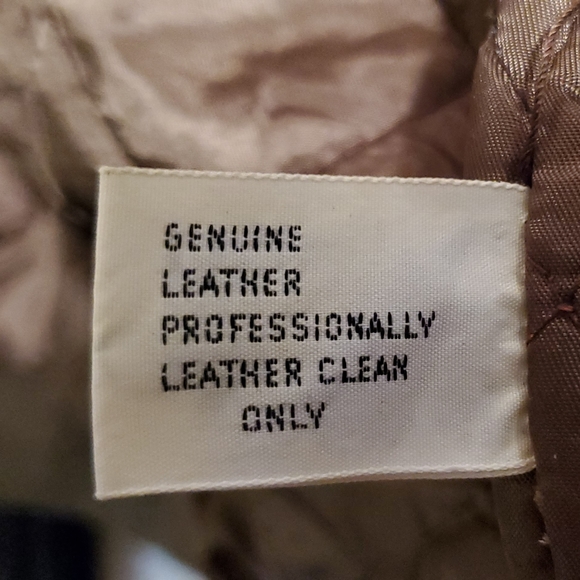 GENUINE
LEATHER
PROFESSIONALLY
LEATHER CLEAN
ONLY